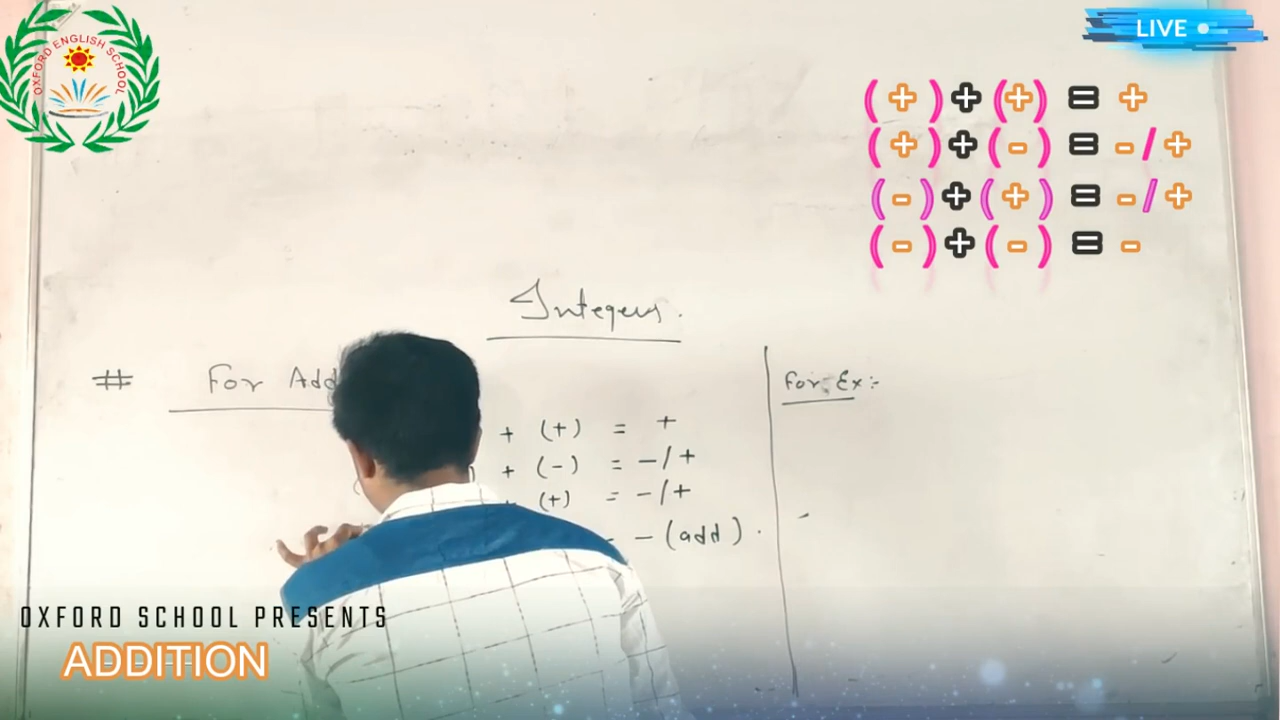 OXFORD ENGLISH SCHOOL
LIVE
(+)+(+) = +
(+)+(-) = -/+
(-)+(+) = -/+
(-)+(-) = -
Integers.
# For Add
+ (+) = +
+ (-) = -/+
(+) = -/+
- (add).
For Ex:-
-
OXFORD SCHOOL PRESENTS
ADDITION